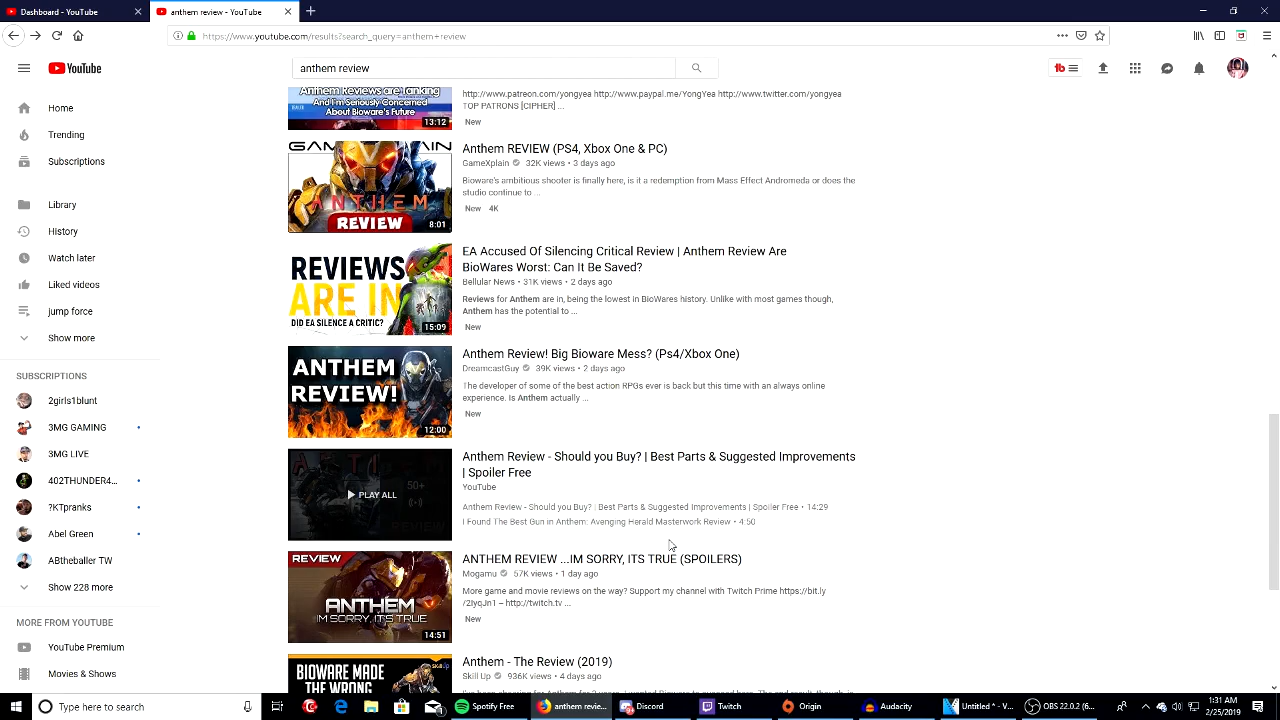 Dashboard - YouTube
anthem review - YouTube
https://www.youtube.com/results?search_query=anthem+review
YouTube
anthem review
Home
Trending
Subscriptions
Library
History
Watch later
Liked videos
jump force
Show more
SUBSCRIPTIONS
2girls1blunt
3MG GAMING
3MG LIVE
402THUNDER4...
?KTpranks
Abel Green
ABtheballer TW
Show 228 more
MORE FROM YOUTUBE
YouTube Premium
Movies & Shows
Anthem Reviews are Tanking
And I'm Seriously Concerned
About Bioware's Future
13:12
http://www.patreon.com/yongyea http://www.paypal.me/YongYea http://www.twitter.com/yongyea
TOP PATRONS [CIPHER] ...
New
ANTHEM
REVIEW
8:01
Anthem REVIEW (PS4, Xbox One & PC)
GameXplain 32K views • 3 days ago
Bioware's ambitious shooter is finally here, is it a redemption from Mass Effect Andromeda or does the
studio continue to ...
New 4K
REVIEWS
ARE IN
DID EA SILENCE A CRITIC?
15:09
EA Accused Of Silencing Critical Review | Anthem Review Are
BioWares Worst: Can It Be Saved?
Bellular News • 31K views • 2 days ago
Reviews for Anthem are in, being the lowest in BioWares history. Unlike with most games though,
Anthem has the potential to ...
New
ANTHEM
REVIEW!
12:00
Anthem Review! Big Bioware Mess? (Ps4/Xbox One)
DreamcastGuy 39K views • 2 days ago
The developer of some of the best action RPGs ever is back but this time with an always online
experience. Is Anthem actually ...
New
PLAY ALL
50+
REVIEW
Anthem Review - Should you Buy? | Best Parts & Suggested Improvements
| Spoiler Free
YouTube
Anthem Review - Should you Buy? | Best Parts & Suggested Improvements | Spoiler Free • 14:29
I Found The Best Gun in Anthem: Avenging Herald Masterwork Review • 4:50
REVIEW
ANTHEM
IM SORRY, IT'S TRUE
14:51
ANTHEM REVIEW ...IM SORRY, ITS TRUE (SPOILERS)
Mogamu 57K views • 1 day ago
More game and movie reviews on the way? Support my channel with Twitch Prime https://bit.ly
/2IyqJn1 -- http://twitch.tv ...
New
BIOWARE MADE
THE WRONG
SkillUp
Anthem - The Review (2019)
Skill Up 936K views • 4 days ago
Type here to search
Spotify Free
anthem revie...
Discord
Twitch
Origin
Audacity
Untitled * - V...
OBS 22.0.2 (6...
1:31 AM
2/25/2019